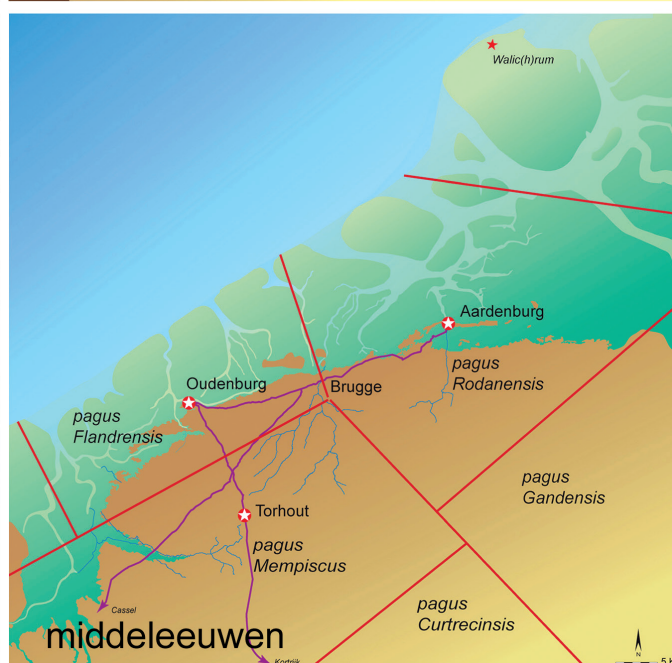 Walic(h)rum
Aardenburg
pagus
Rodanensis
Oudenburg
Brugge
pagus
Flandrensis
pagus
Gandensis
Torhout
pagus
Mempiscus
pagus
Curtrecinsis
Cassel
middeleeuwen
Kortrijk
N